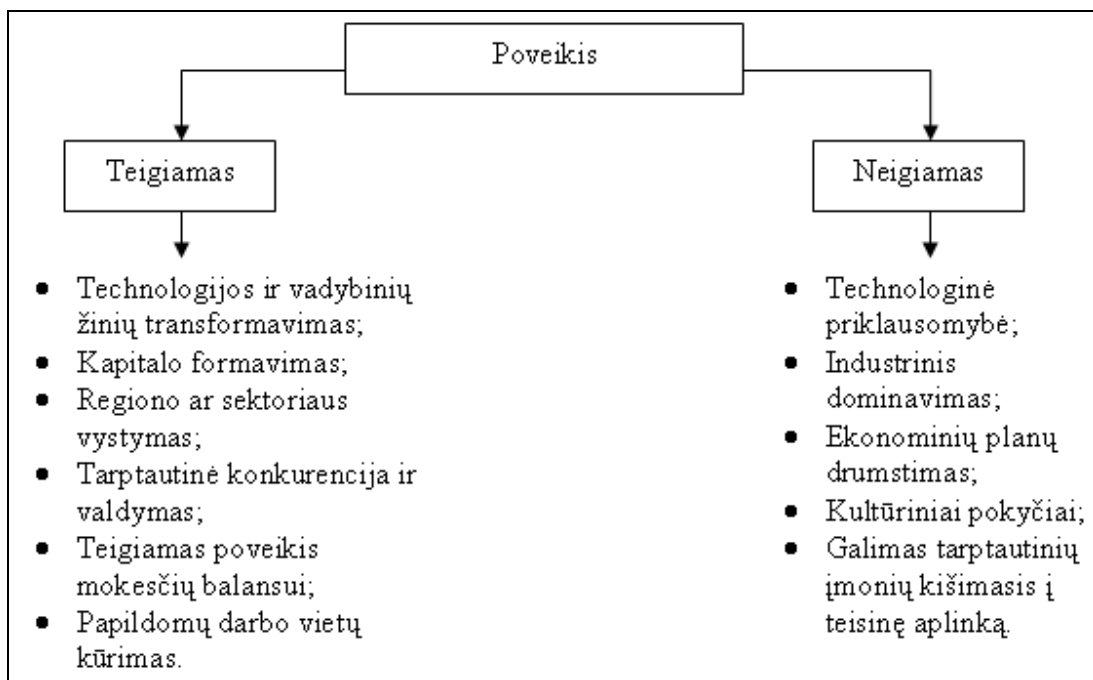 Poveikis
Teigiamas
Neigiamas
● Technologijos ir vadybinių
žinių transformavimas;
● Kapitalo formavimas;
● Regiono ar sektoriaus
vystymas;
● Tarptautinė konkurencija ir
valdymas;
● Teigiamas poveikis
mokesčių balansui;
● Papildomų darbo vietų
kūrimas.
● Technologinė
priklausomybė;
● Industrinis
dominavimas;
● Ekonominių planų
drumstimas;
● Kultūriniai pokyčiai;
● Galimas tarptautinių
įmonių kišimasis į
teisinę aplinką.